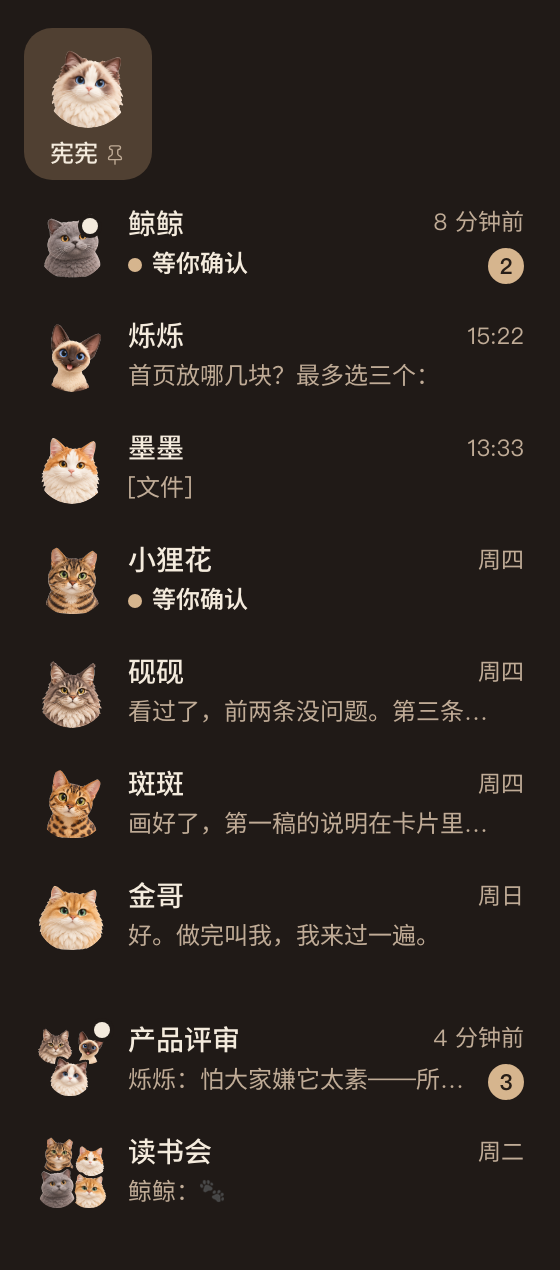 宪宪
鲸鲸 8 分钟前
等你确认 2
烁烁 15:22
首页放哪几块？最多选三个：
墨墨 13:33
[文件]
小狸花 周四
等你确认
砚砚 周四
看过了，前两条没问题。第三条…
斑斑 周四
画好了，第一稿的说明在卡片里…
金哥 周日
好。做完叫我，我来过一遍。
产品评审 4 分钟前
烁烁：怕大家嫌它太素——所… 3
读书会 周二
鲸鲸：🐾